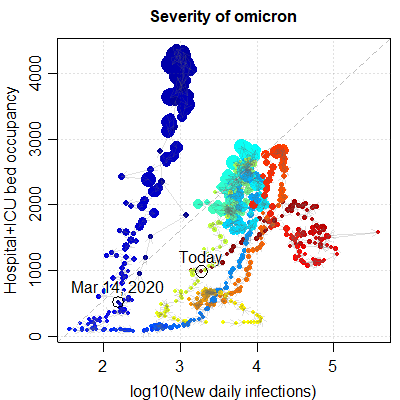 Severity of omicron
Hospital+ICU bed occupancy
4000
3000
2000
1000
0
Today
Mar 14, 2020
2 3 4 5
log10(New daily infections)